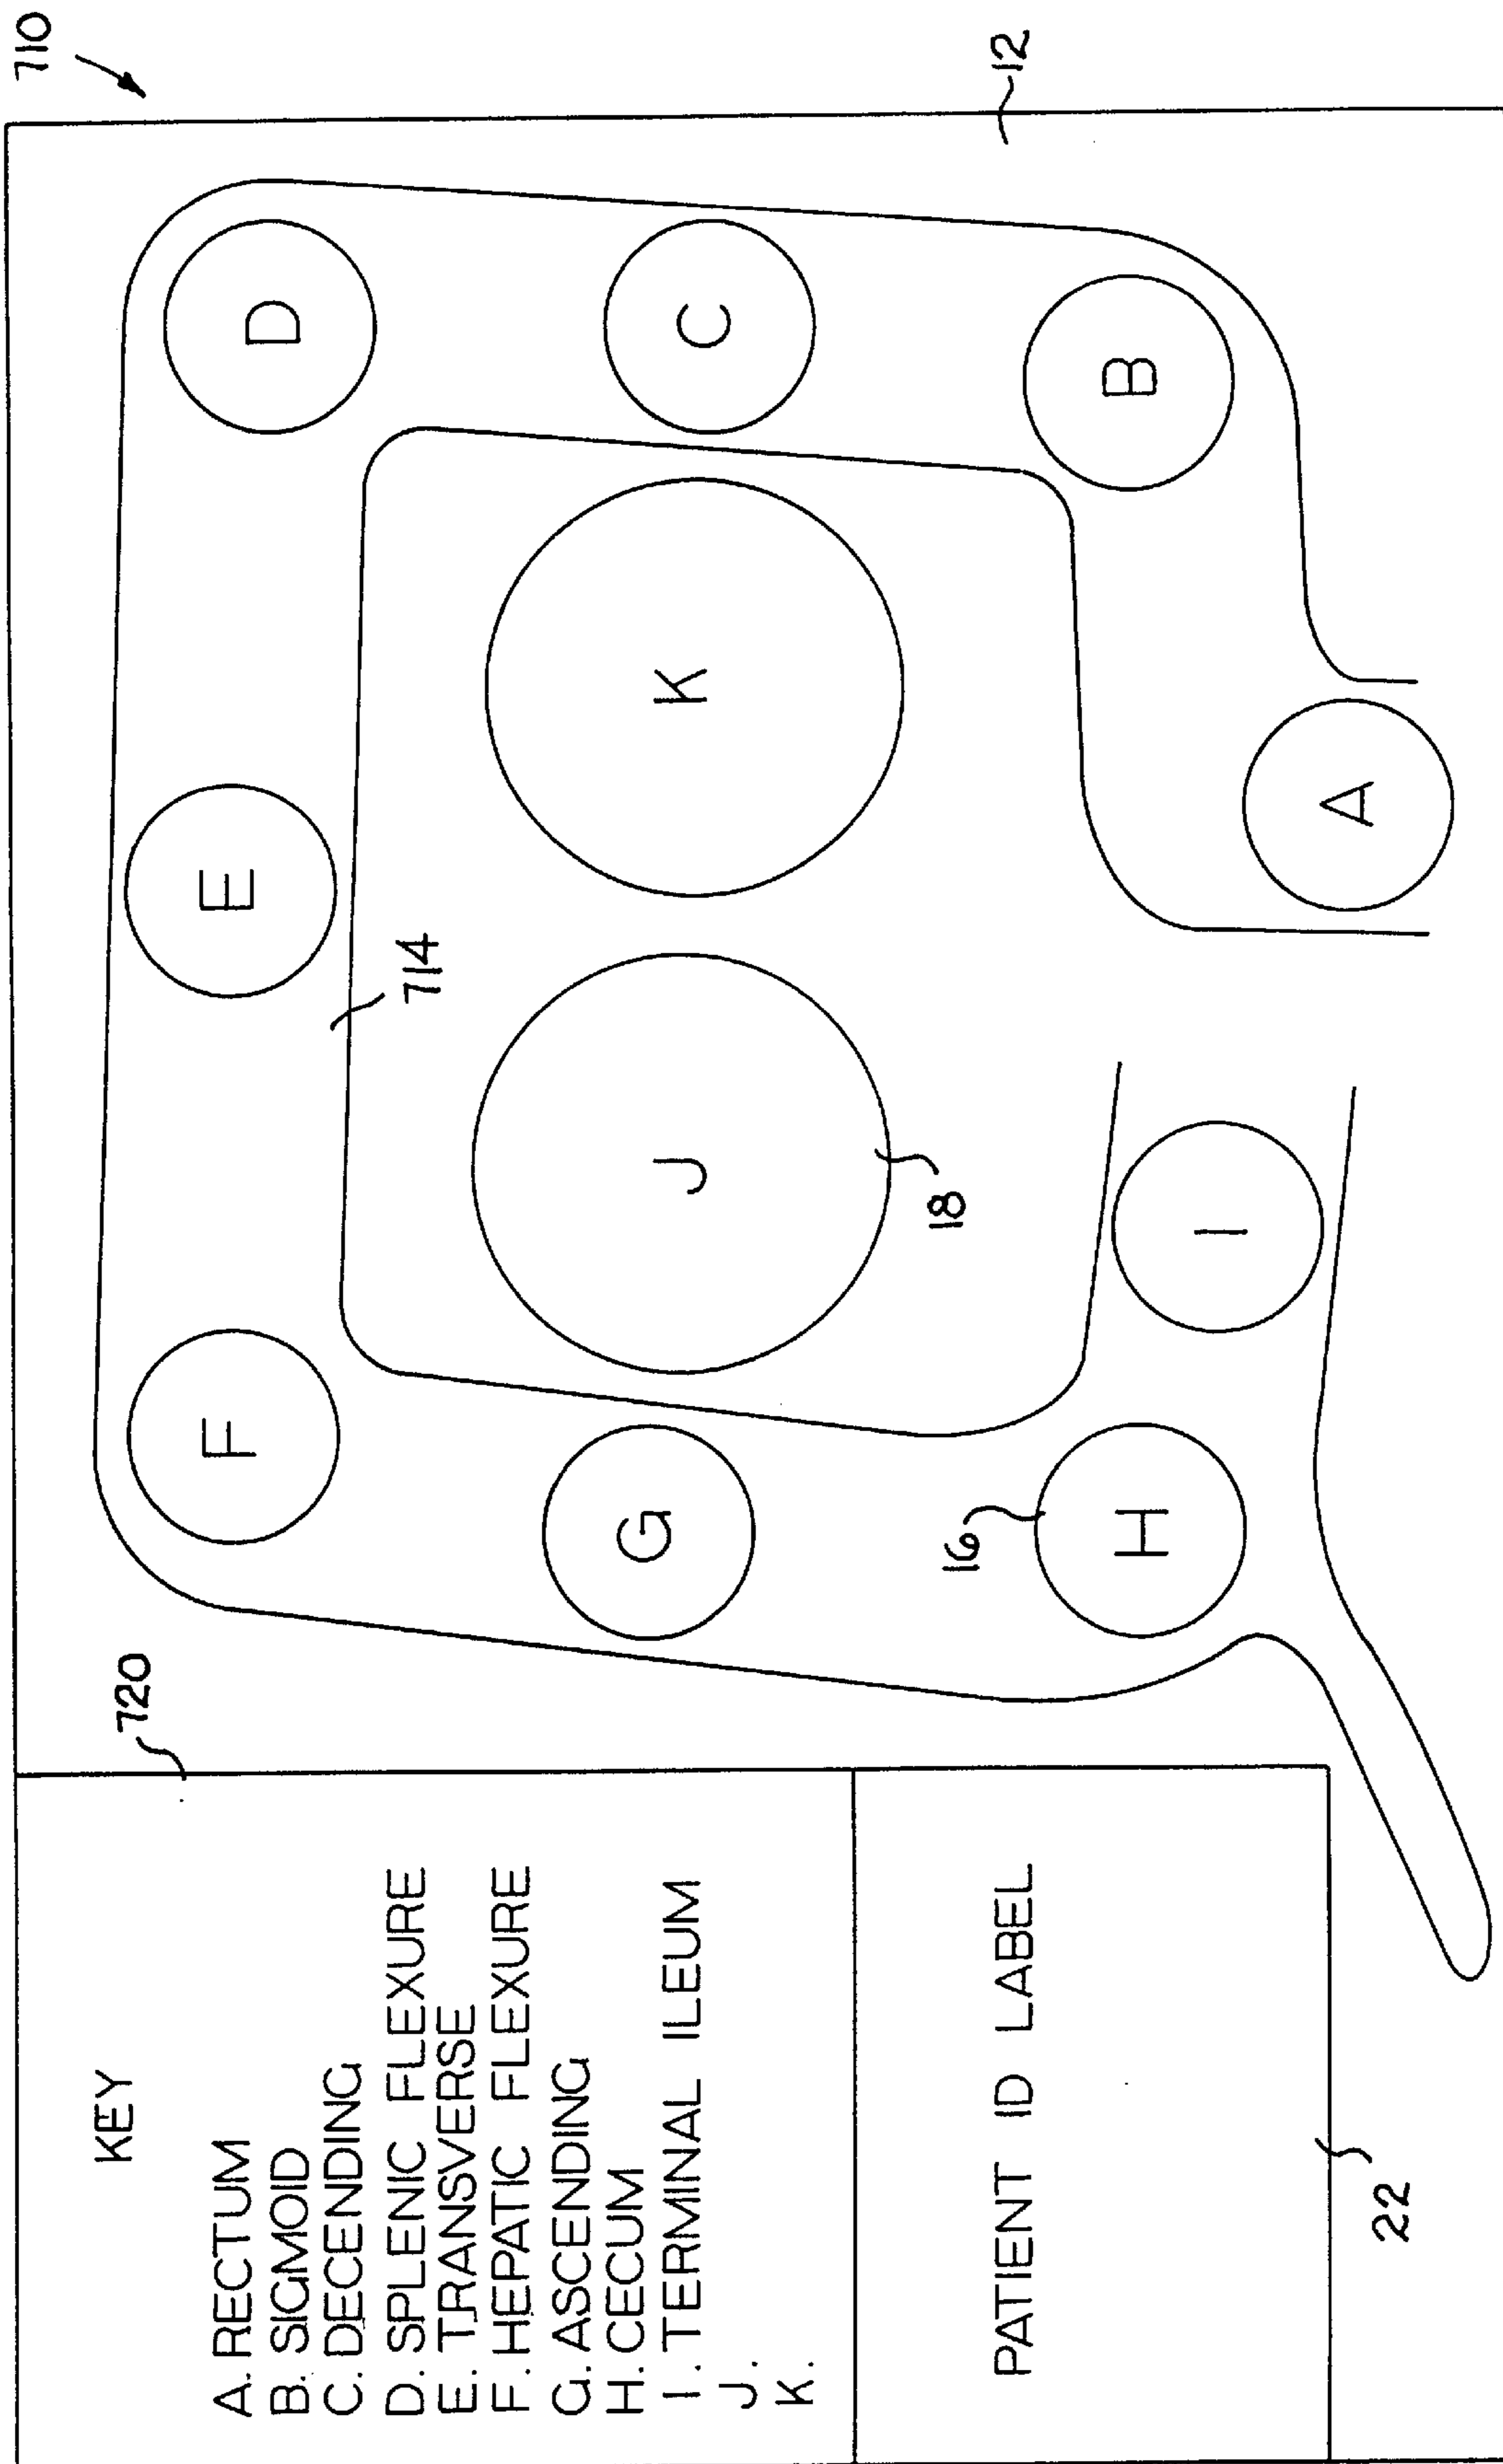 710
12
720
KEY
A. RECTUM
B. SIGMOID
C. DECENDING
D. SPLENIC FLEXURE
E. TRANSVERSE
F. HEPATIC FLEXURE
G. ASCENDING
H. CECUM
I. TERMINAL ILEUM
J.
K.
PATIENT ID LABEL
22
F
E
D
714
G
J
K
C
18
16
H
I
B
A